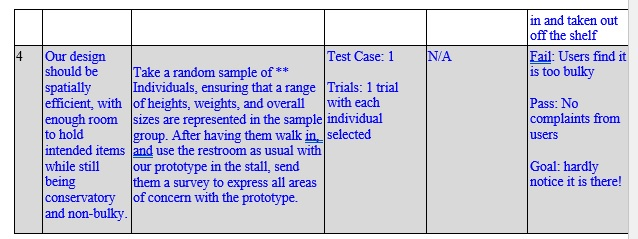 in and taken out
off the shelf
4
Our design
should be
spatially
efficient, with
enough room
to hold
intended items
while still
being
conservatory
and non-bulky.
Take a random sample of **
Individuals, ensuring that a range
of heights, weights, and overall
sizes are represented in the sample
group. After having them walk in,
and use the restroom as usual with
our prototype in the stall, send
them a survey to express all areas
of concern with the prototype.
Test Case: 1
Trials: 1 trial
with each
individual
selected
N/A
Fail: Users find it
is too bulky
Pass: No
complaints from
users
Goal: hardly
notice it is there!